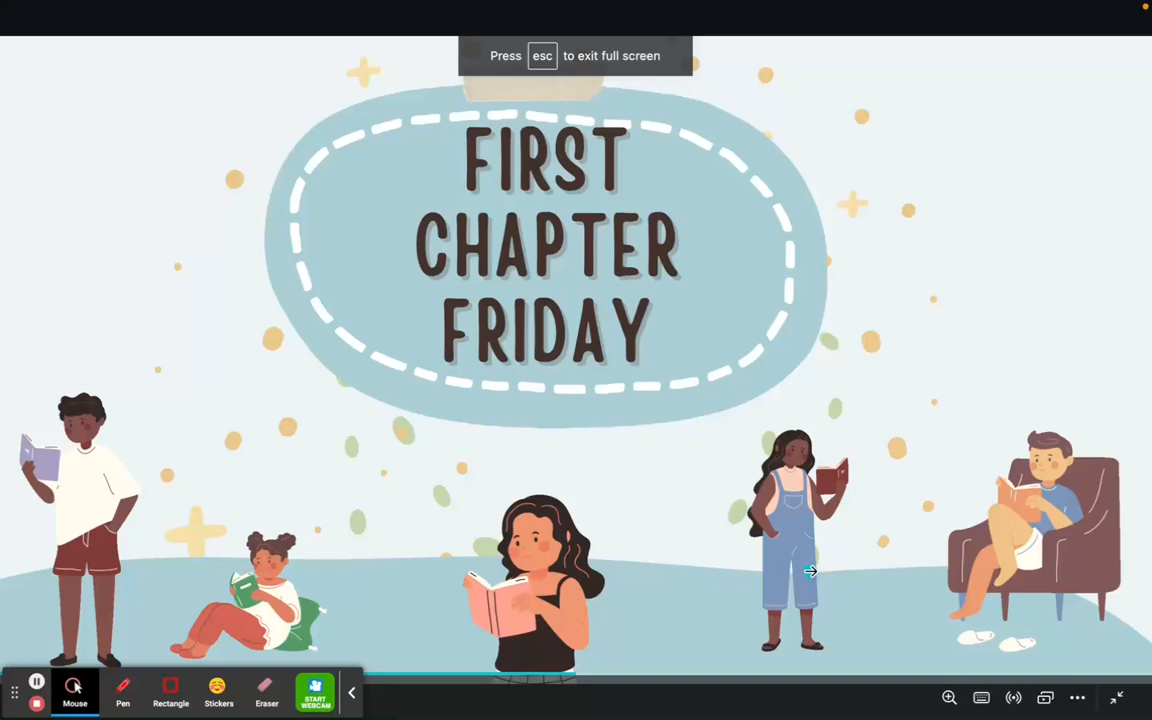 Press esc to exit full screen
FIRST
CHAPTER
FRIDAY
Mouse
Pen
Rectangle
Stickers
Eraser
START
WEBCAM